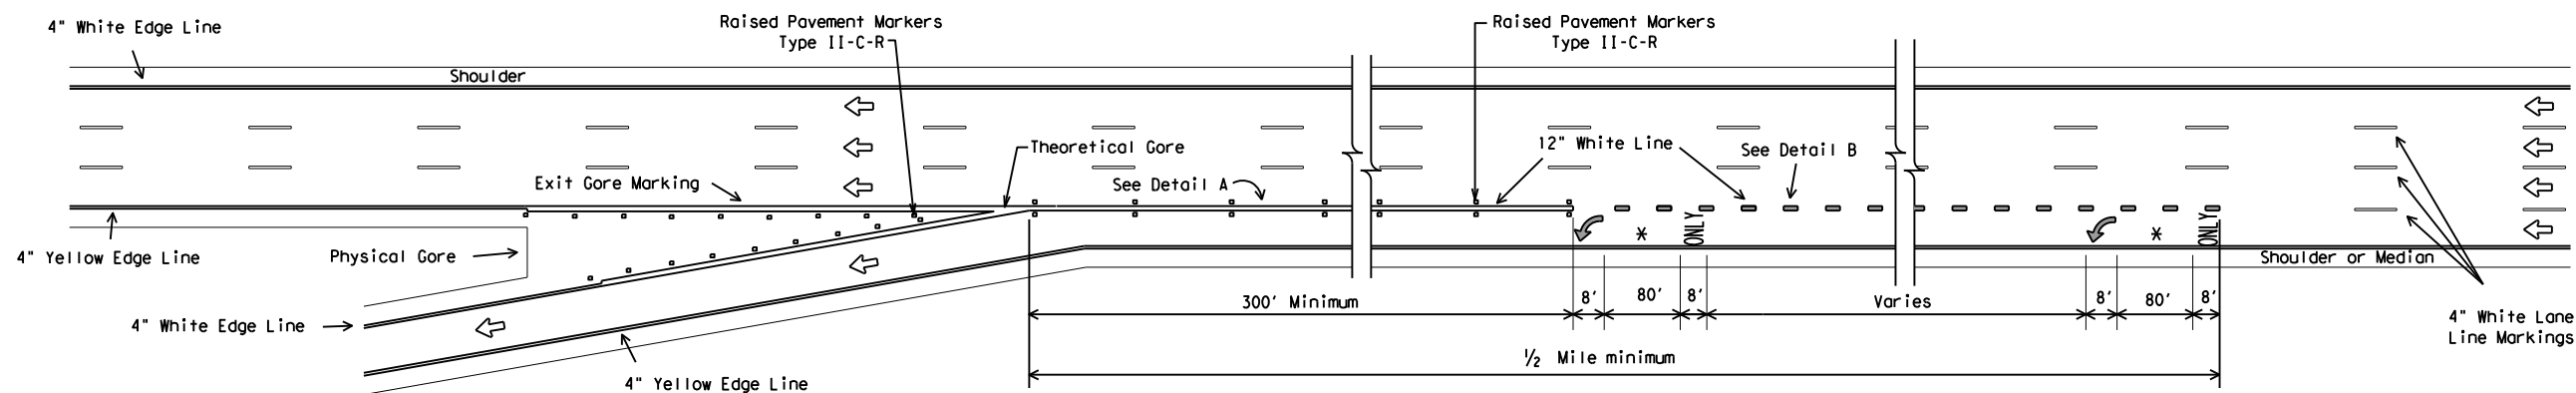 4" White Edge Line
Raised Pavement Markers
Type II-C-R
Raised Pavement Markers
Type II-C-R
Shoulder
Theoretical Gore
12" White Line
See Detail B
Exit Gore Marking
See Detail A
ONLY
ONLY
*
*
4" Yellow Edge Line
Physical Gore
Shoulder or Median
300' Minimum
8'
80'
8'
Varies
8'
80'
8'
4" White Edge Line
4" White Lane
Line Markings
½ Mile minimum
4" Yellow Edge Line